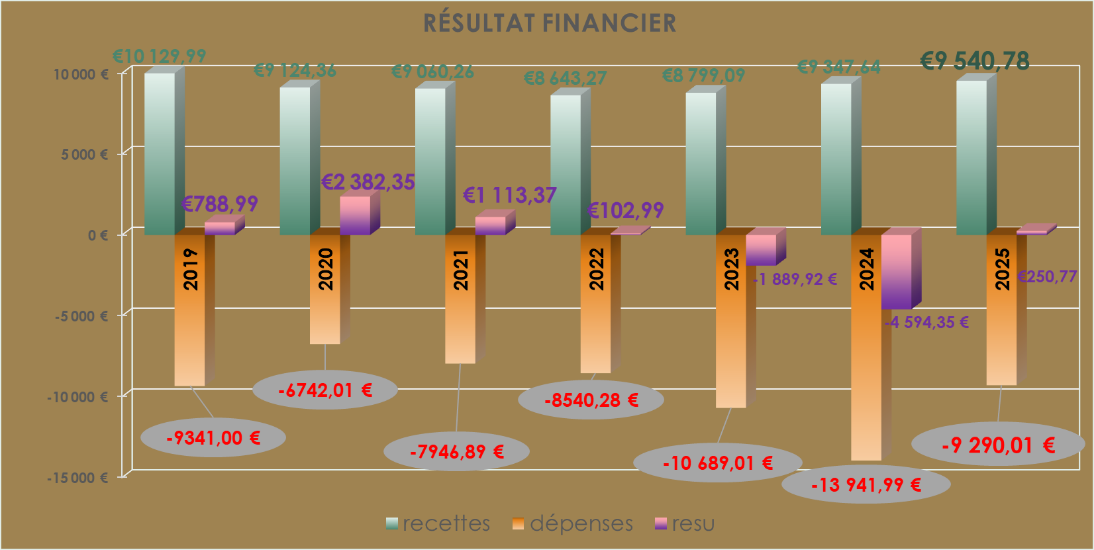 RÉSULTAT FINANCIER
€10 129,99
€9 124,36
€9 060,26
€8 643,27
€8 799,09
€9 347,64
€9 540,78
10 000 €
5 000 €
0 €
-5 000 €
-10 000 €
-15 000 €
€788,99
€2 382,35
€1 113,37
€102,99
-1 889,92 €
-4 594,35 €
€250,77
2019
2020
2021
2022
2023
2024
2025
-9341,00 €
-6742,01 €
-7946,89 €
-8540,28 €
-10 689,01 €
-13 941,99 €
-9 290,01 €
recettes
dépenses
resu